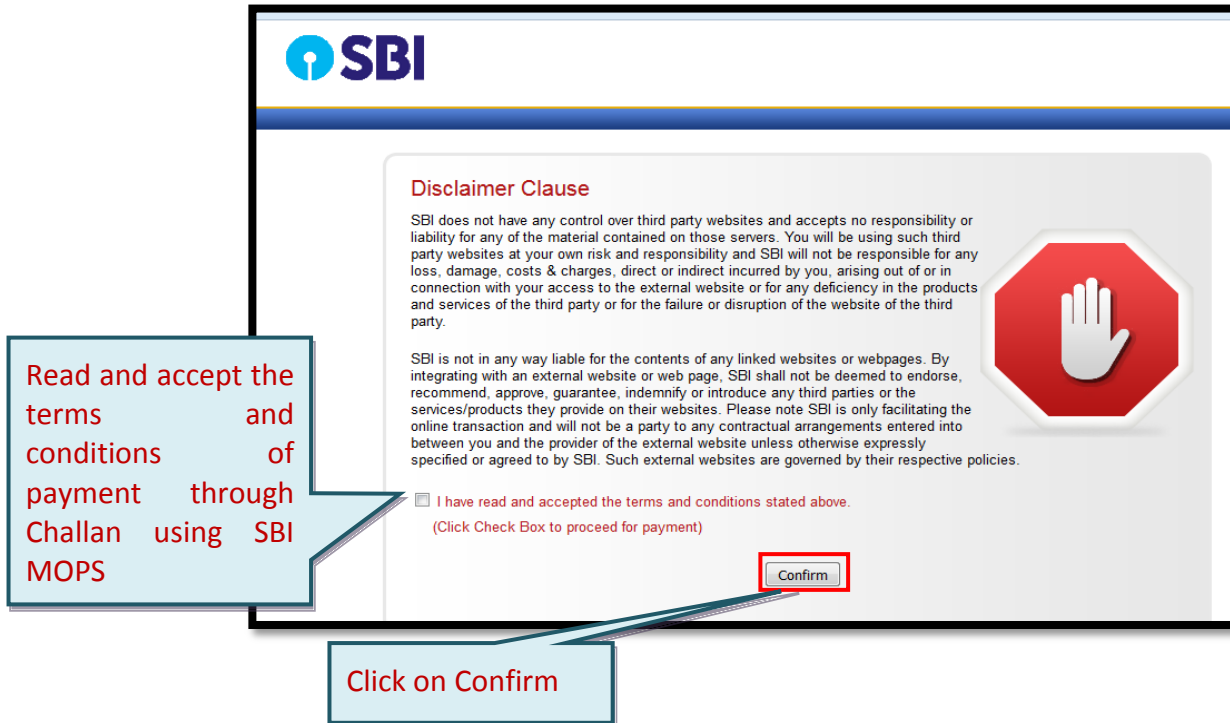 SBI
Disclaimer Clause
SBI does not have any control over third party websites and accepts no responsibility or
liability for any of the material contained on those servers. You will be using such third
party websites at your own risk and responsibility and SBI will not be responsible for any
loss, damage, costs & charges, direct or indirect incurred by you, arising out of or in
connection with your access to the external website or for any deficiency in the products
and services of the third party or for the failure or disruption of the website of the third
party.
SBI is not in any way liable for the contents of any linked websites or webpages. By
integrating with an external website or web page, SBI shall not be deemed to endorse,
recommend, approve, guarantee, indemnify or introduce any third parties or the
services/products they provide on their websites. Please note SBI is only facilitating the
online transaction and will not be a party to any contractual arrangements entered into
between you and the provider of the external website unless otherwise expressly
specified or agreed to by SBI. Such external websites are governed by their respective policies.
I have read and accepted the terms and conditions stated above.
(Click Check Box to proceed for payment)
Confirm
Read and accept the
terms and
conditions of
payment through
Challan using SBI
MOPS
Click on Confirm